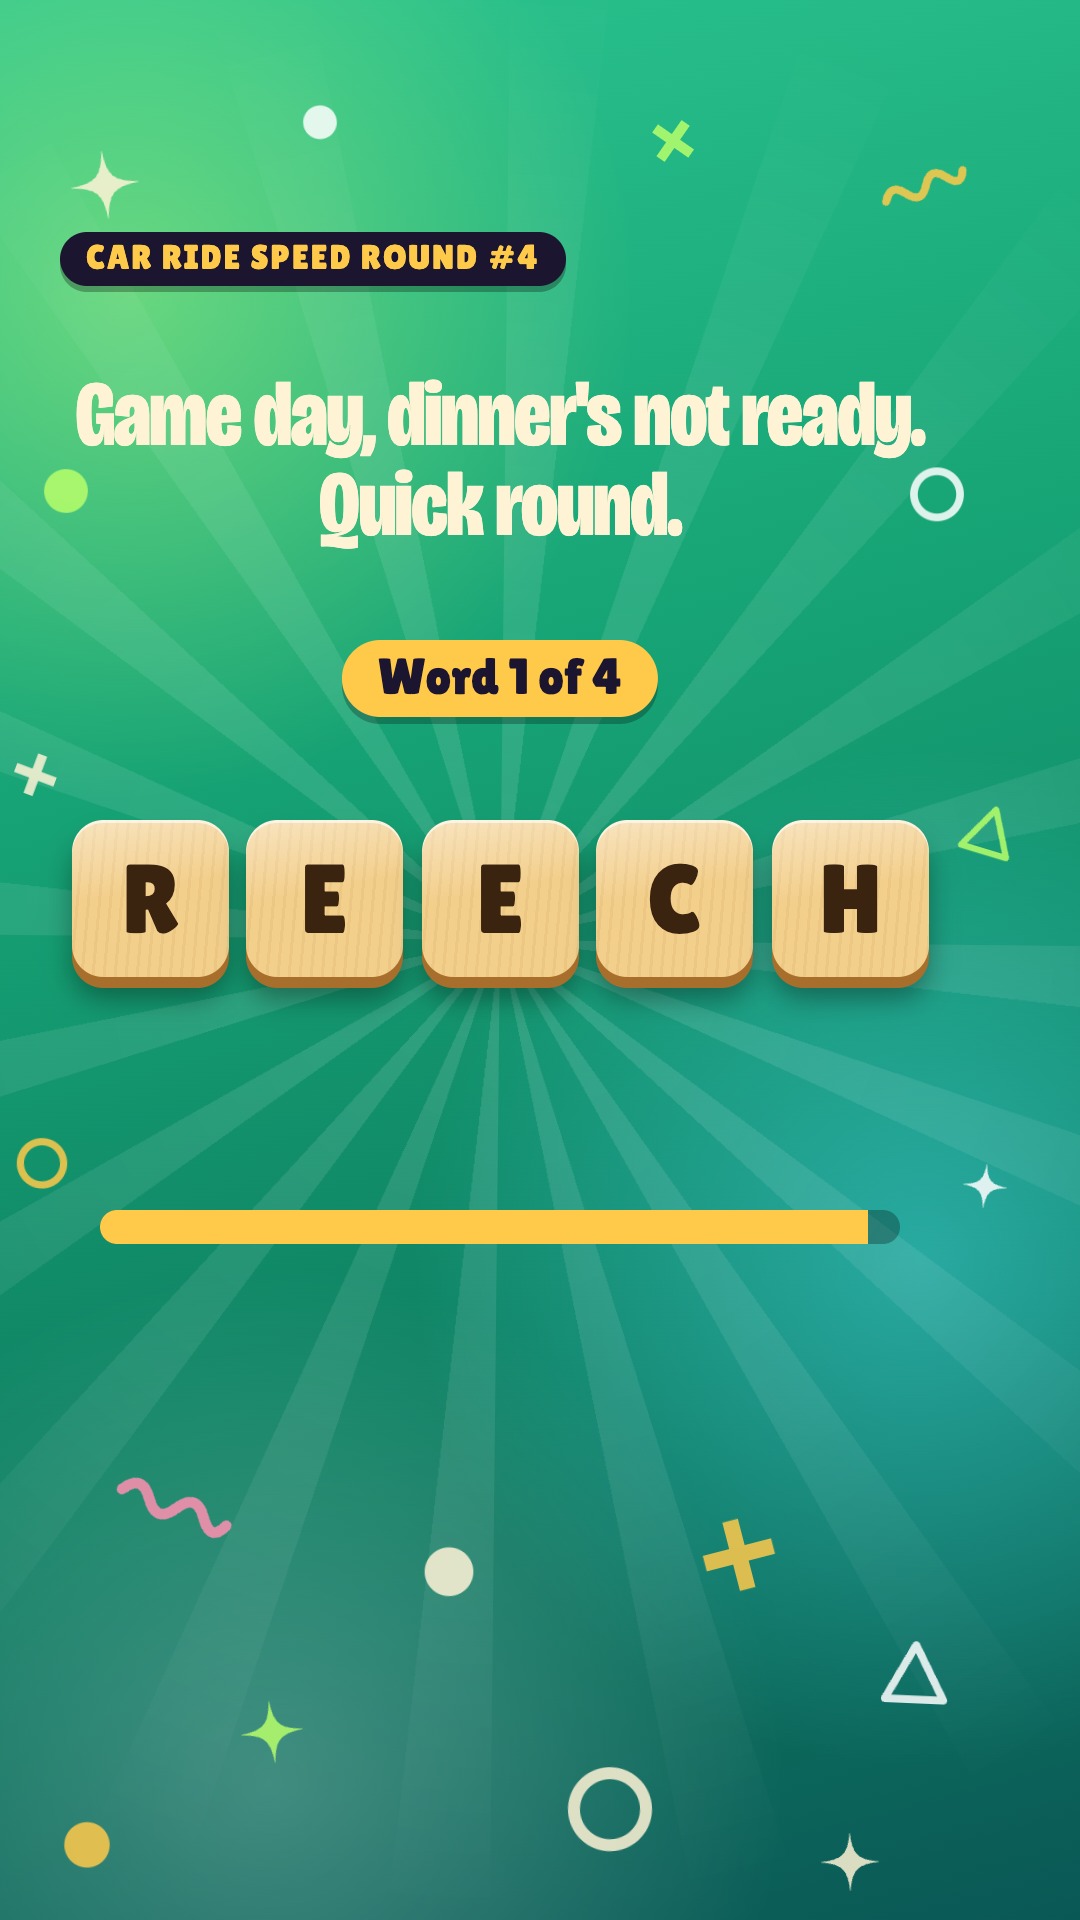 CAR RIDE SPEED ROUND #4
Game day, dinner's not ready.
Quick round.
Word 1 of 4
R E E C H